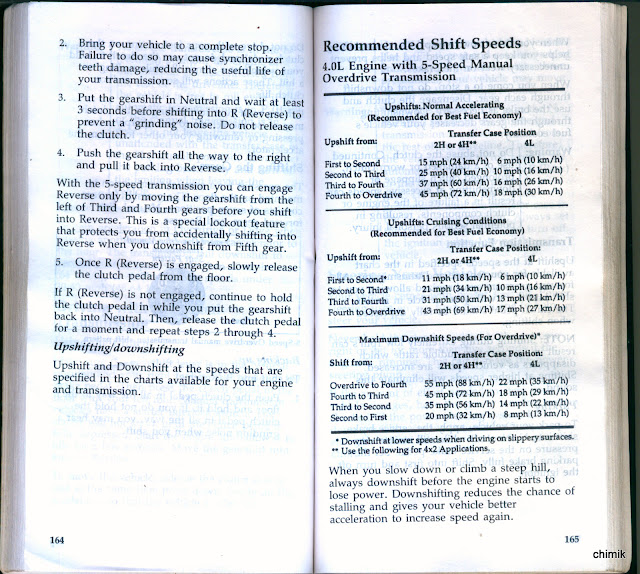 2. Bring your vehicle to a complete stop.
Failure to do so may cause synchronizer
teeth damage, reducing the useful life of
your transmission.
3. Put the gearshift in Neutral and wait at least
3 seconds before shifting into R (Reverse) to
prevent a “grinding” noise. Do not release
the clutch.
4. Push the gearshift all the way to the right
and pull it back into Reverse.
With the 5-speed transmission you can engage
Reverse only by moving the gearshift from the
left of Third and Fourth gears before you shift
into Reverse. This is a special lockout feature
that protects you from accidentally shifting into
Reverse when you downshift from Fifth gear.
5. Once R (Reverse) is engaged, slowly release
the clutch pedal from the floor.
If R (Reverse) is not engaged, continue to hold
the clutch pedal in while you put the gearshift
back into Neutral. Then, release the clutch pedal
for a moment and repeat steps 2 through 4.
Upshifting/downshifting
Upshift and Downshift at the speeds that are
specified in the charts available for your engine
and transmission.
164
Recommended Shift Speeds
4.0L Engine with 5-Speed Manual
Overdrive Transmission
Upshifts: Normal Accelerating
(Recommended for Best Fuel Economy)
Transfer Case Position
Upshift from: 2H or 4H** 4L
First to Second 15 mph (24 km/h) 6 mph (10 km/h)
Second to Third 25 mph (40 km/h) 10 mph (16 km/h)
Third to Fourth 37 mph (60 km/h) 16 mph (26 km/h)
Fourth to Overdrive 45 mph (72 km/h) 18 mph (30 km/h)
Upshifts: Cruising Conditions
(Recommended for Best Fuel Economy)
Transfer Case Position:
Upshift from: 2H or 4H** 4L
First to Second* 11 mph (18 km/h) 6 mph (10 km/h)
Second to Third 21 mph (34 km/h) 10 mph (16 km/h)
Third to Fourth 31 mph (50 km/h) 13 mph (21 km/h)
Fourth to Overdrive 43 mph (69 km/h) 17 mph (27 km/h)
Maximum Downshift Speeds (For Overdrive)*
Transfer Case Position:
Shift from: 2H or 4H** 4L
Overdrive to Fourth 55 mph (88 km/h) 22 mph (35 km/h)
Fourth to Third 45 mph (72 km/h) 18 mph (29 km/h)
Third to Second 35 mph (56 km/h) 14 mph (22 km/h)
Second to First 20 mph (32 km/h) 8 mph (13 km/h)
* Downshift at lower speeds when driving on slippery surfaces.
** Use the following for 4x2 Applications.
When you slow down or climb a steep hill,
always downshift before the engine starts to
lose power. Downshifting reduces the chance of
stalling and gives your vehicle better
acceleration to increase speed again.
165
chimik